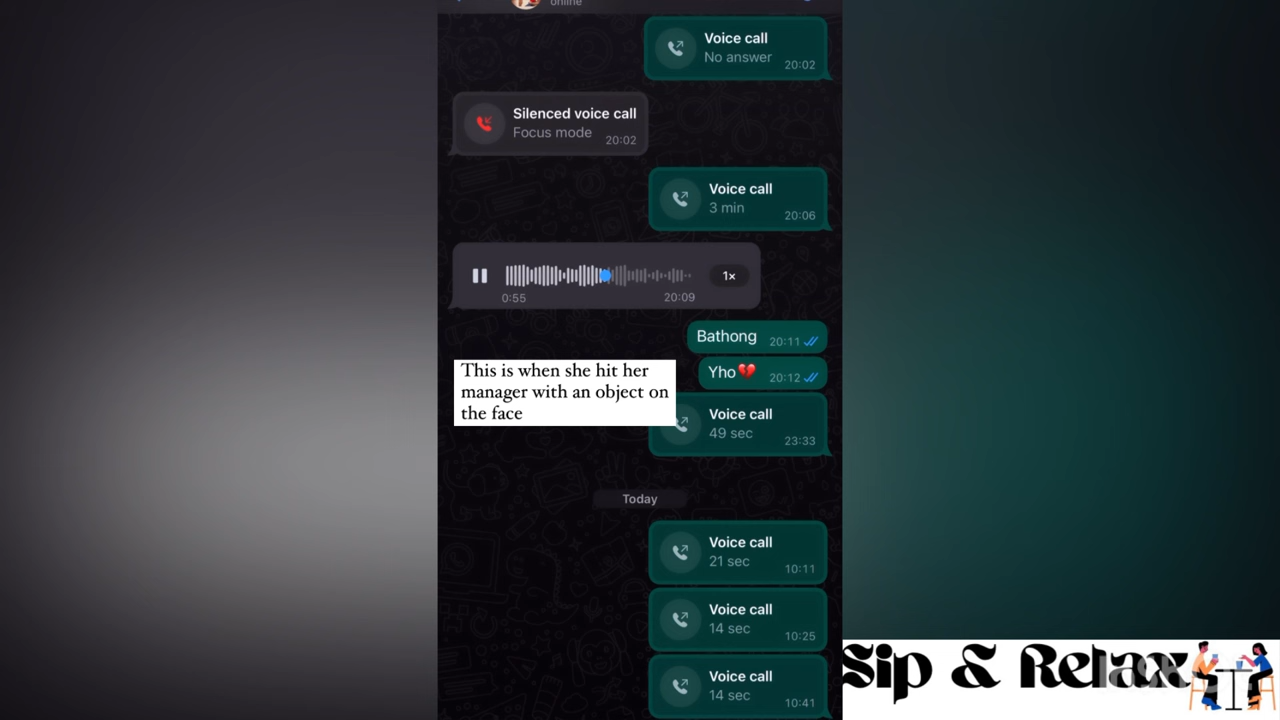 online
Voice call
No answer
20:02
Silenced voice call
Focus mode
20:02
Voice call
3 min
20:06
1×
0:55
20:09
Bathong 20:11
This is when she hit her
manager with an object on
the face
Yho💔 20:12
Voice call
49 sec
23:33
Today
Voice call
21 sec
10:11
Voice call
14 sec
10:25
Voice call
14 sec
10:41
Sip & Relax